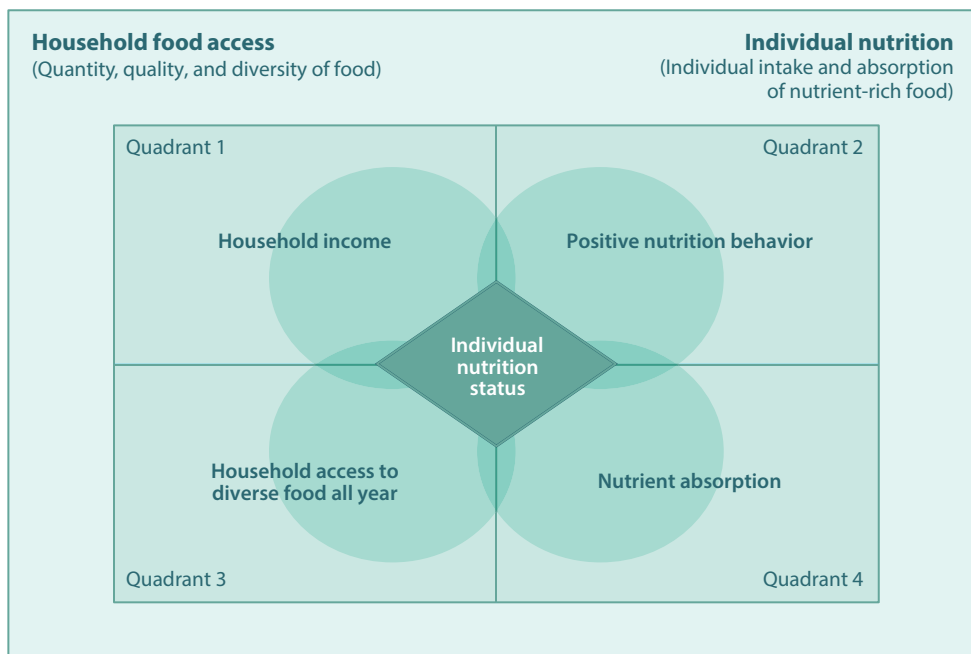 Household food access
(Quantity, quality, and diversity of food)
Individual nutrition
(Individual intake and absorption
of nutrient-rich food)
Quadrant 1
Quadrant 2
Household income
Positive nutrition behavior
Individual
nutrition
status
Household access to
diverse food all year
Nutrient absorption
Quadrant 3
Quadrant 4